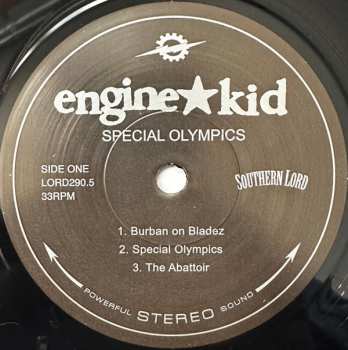 engine★kid
SPECIAL OLYMPICS
SIDE ONE
LORD290.5
33RPM
SOUTHERN LORD
1. Burban on Bladez
2. Special Olympics
3. The Abattoir
POWERFUL STEREO SOUND